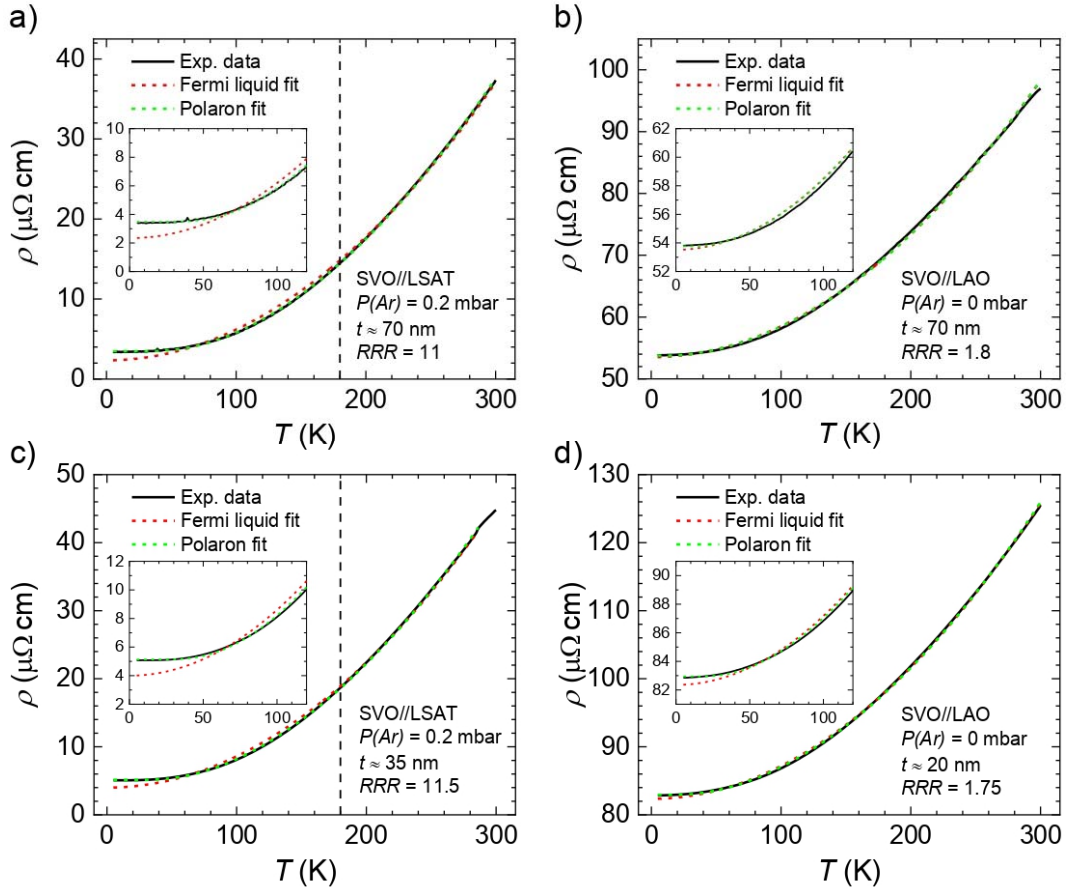 a)
Exp. data
Fermi liquid fit
Polaron fit
40
30
20
10
0
ρ (μΩ cm)
10
8
6
4
2
0
0 50 100
SVO//LSAT
P(Ar) = 0.2 mbar
t ≈ 70 nm
RRR = 11
0 100 200 300
T (K)
b)
Exp. data
Fermi liquid fit
Polaron fit
100
90
80
70
60
50
ρ (μΩ cm)
62
60
58
56
54
52
0 50 100
SVO//LAO
P(Ar) = 0 mbar
t ≈ 70 nm
RRR = 1.8
0 100 200 300
T (K)
c)
Exp. data
Fermi liquid fit
Polaron fit
50
40
30
20
10
0
ρ (μΩ cm)
12
10
8
6
4
2
0 50 100
SVO//LSAT
P(Ar) = 0.2 mbar
t ≈ 35 nm
RRR = 11.5
0 100 200 300
T (K)
d)
Exp. data
Fermi liquid fit
Polaron fit
130
120
110
100
90
80
ρ (μΩ cm)
90
88
86
84
82
0 50 100
SVO//LAO
P(Ar) = 0 mbar
t ≈ 20 nm
RRR = 1.75
0 100 200 300
T (K)